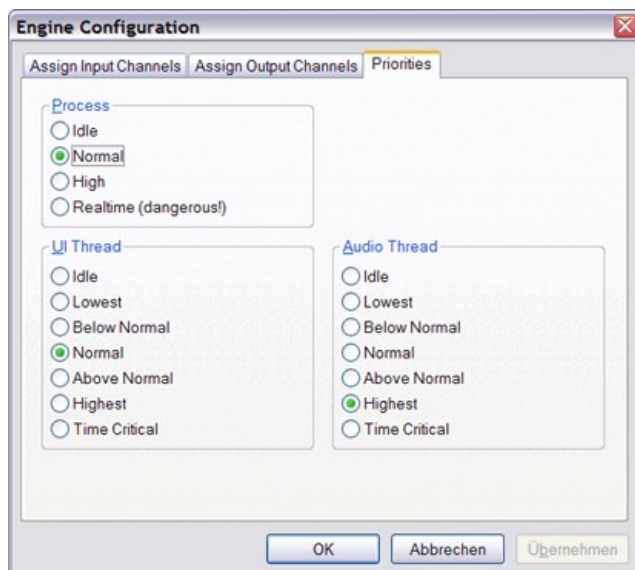 Engine Configuration
Assign Input Channels Assign Output Channels Priorities
Process
Idle
Normal
High
Realtime (dangerous!)
UI Thread
Idle
Lowest
Below Normal
Normal
Above Normal
Highest
Time Critical
Audio Thread
Idle
Lowest
Below Normal
Normal
Above Normal
Highest
Time Critical
OK Abbrechen Übernehmen